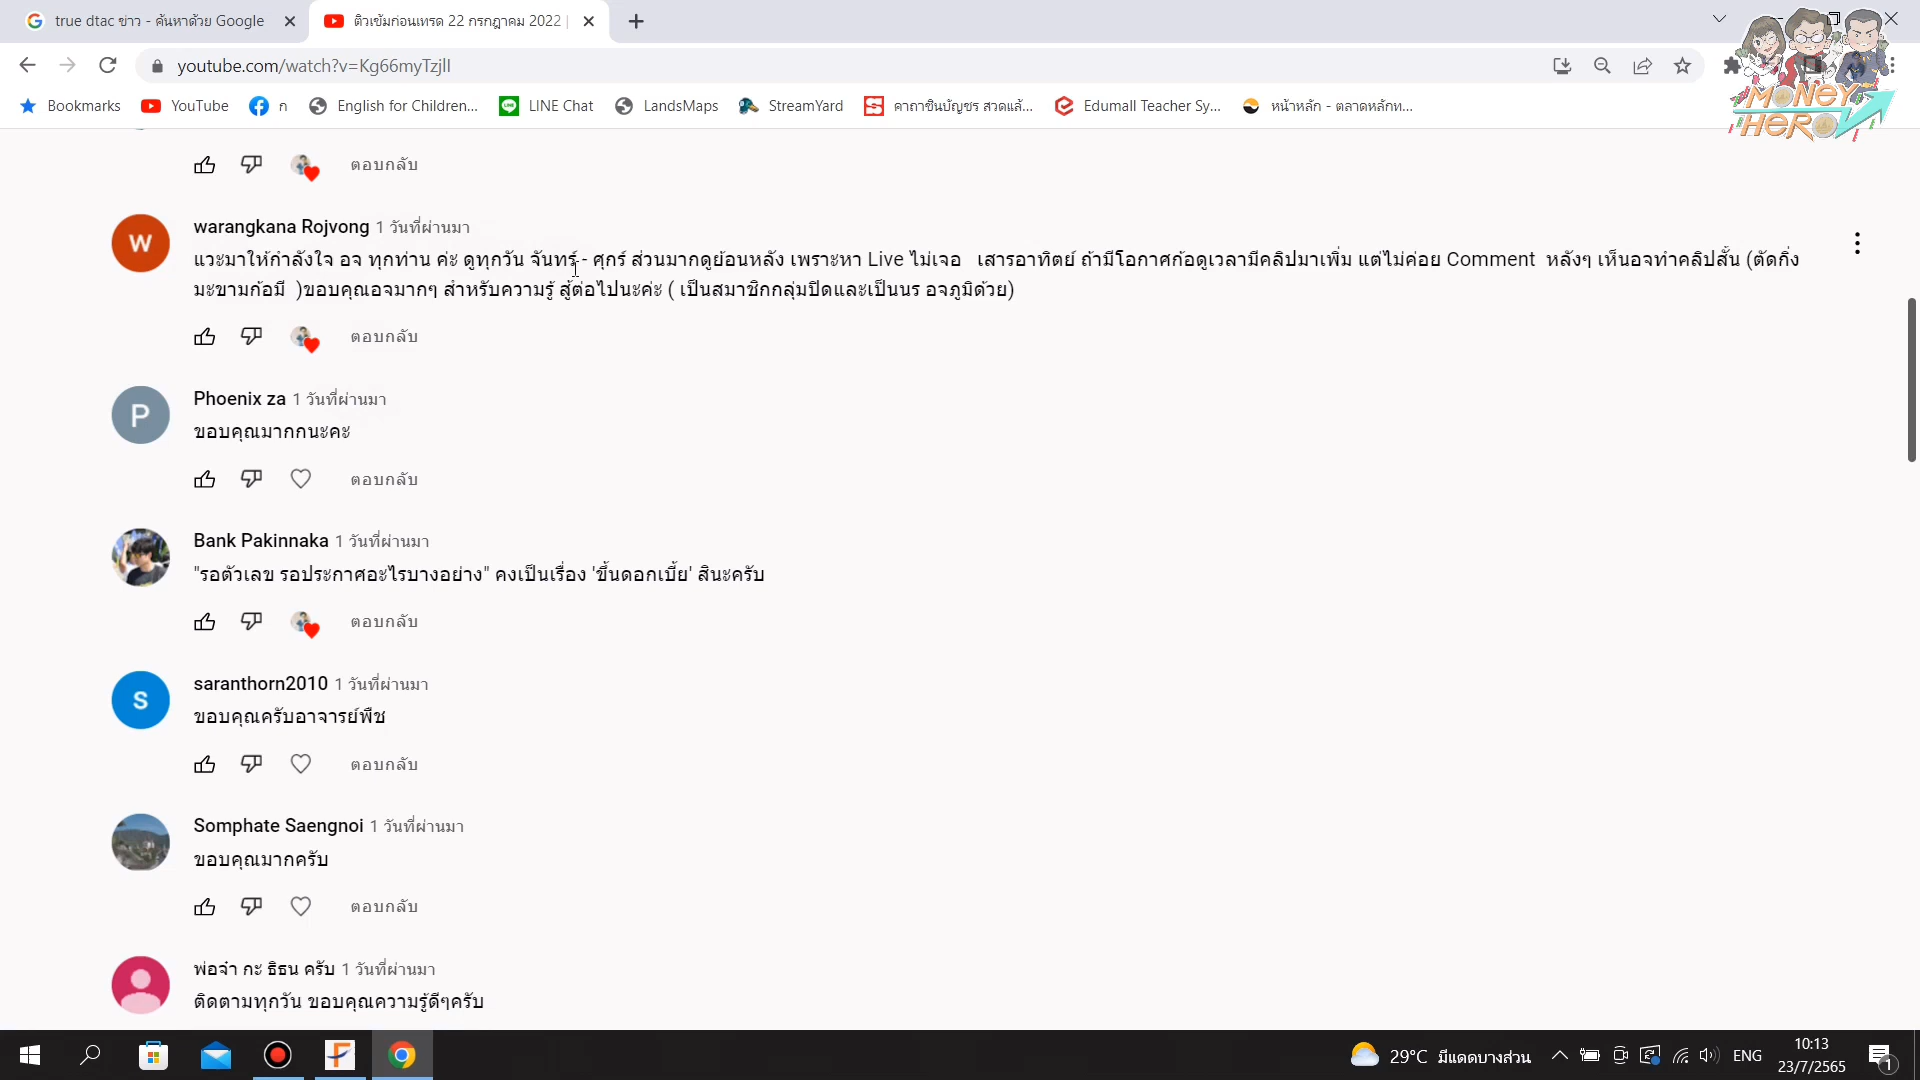 true dtac ข่าว - ค้นหาด้วย Google
ติวเข้มก่อนเทรด 22 กรกฎาคม 2022 |
youtube.com/watch?v=Kg66myTzjlI
Bookmarks YouTube ก English for Children... LINE Chat LandsMaps StreamYard คาถาชินบัญชร สวดแล้... Edumall Teacher Sy... หน้าหลัก - ตลาดหลักท...
MONEY
HERO
ตอบกลับ
W
warangkana Rojvong 1 วันที่ผ่านมา
แวะมาให้กำลังใจ อจ ทุกท่าน ค่ะ ดูทุกวัน จันทร์ - ศุกร์ ส่วนมากดูย้อนหลัง เพราะหา Live ไม่เจอ เสารอาทิตย์ ถ้ามีโอกาศก้อดูเวลามีคลิปมาเพิ่ม แต่ไม่ค่อย Comment หลังๆ เห็นอจทำคลิปสั้น (ตัดกิ่ง
มะขามก้อมี )ขอบคุณอจมากๆ สำหรับความรู้ สู้ต่อไปนะค่ะ ( เป็นสมาชิกกลุ่มปิดและเป็นนร อจภูมิด้วย)
ตอบกลับ
P
Phoenix za 1 วันที่ผ่านมา
ขอบคุณมากกนะคะ
ตอบกลับ
Bank Pakinnaka 1 วันที่ผ่านมา
"รอตัวเลข รอประกาศอะไรบางอย่าง" คงเป็นเรื่อง 'ขึ้นดอกเบี้ย' สินะครับ
ตอบกลับ
S
saranthorn2010 1 วันที่ผ่านมา
ขอบคุณครับอาจารย์พืช
ตอบกลับ
Somphate Saengnoi 1 วันที่ผ่านมา
ขอบคุณมากครับ
ตอบกลับ
พ่อจ๋า กะ ธิธน ครับ 1 วันที่ผ่านมา
ติดตามทุกวัน ขอบคุณความรู้ดีๆครับ
29°C มีแดดบางส่วน
ENG
10:13
23/7/2565
1